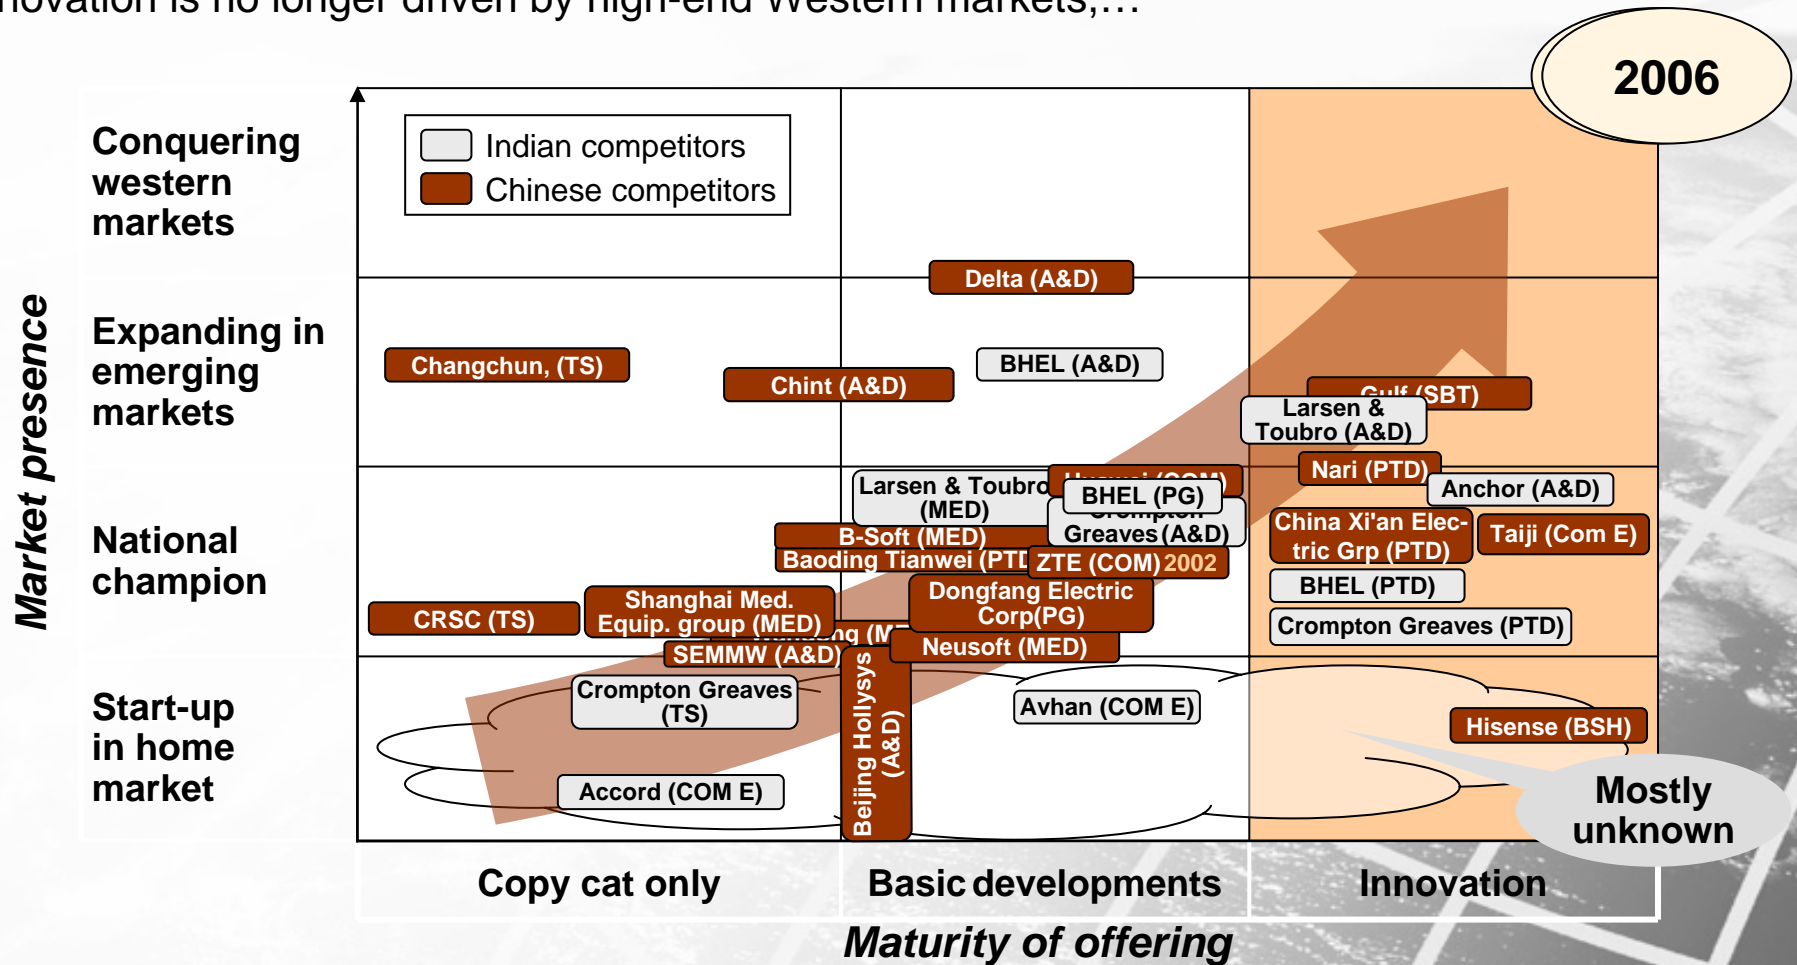 novation is no longer driven by high-end Western markets,…
2006
Conquering
western
markets
Indian competitors
Chinese competitors
Delta (A&D)
Market presence
Expanding in
emerging
markets
Changchun, (TS)
Chint (A&D)
BHEL (A&D)
Gulf (SBT)
Larsen &
Toubro (A&D)
National
champion
Larsen & Toubro
(MED)
(COM)
BHEL (PG)
Crompton
Greaves (A&D)
Nari (PTD)
Anchor (A&D)
B-Soft (MED)
Baoding Tianwei (PTD
ZTE (COM) 2002
China Xi'an Elec-
tric Grp (PTD)
Taiji (Com E)
BHEL (PTD)
CRSC (TS)
Shanghai Med.
Equip. group (MED)
Dongfang Electric
Corp(PG)
Crompton Greaves (PTD)
SEMMW (A&D)
Neusoft (MED)
Start-up
in home
market
Crompton Greaves
(TS)
Accord (COM E)
Beijing Hollysys
(A&D)
Avhan (COM E)
Hisense (BSH)
Mostly
unknown
Copy cat only
Basic developments
Innovation
Maturity of offering